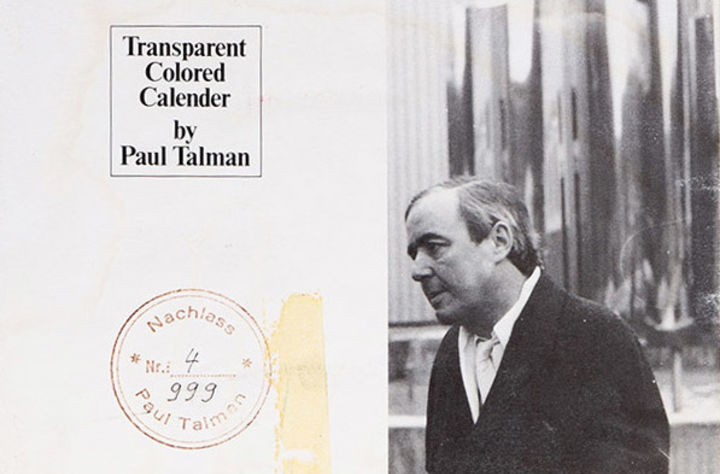 Transparent
Colored
Calender
by
Paul Talman
Nachlass
* Nr.: 4 *
999
Paul Talman